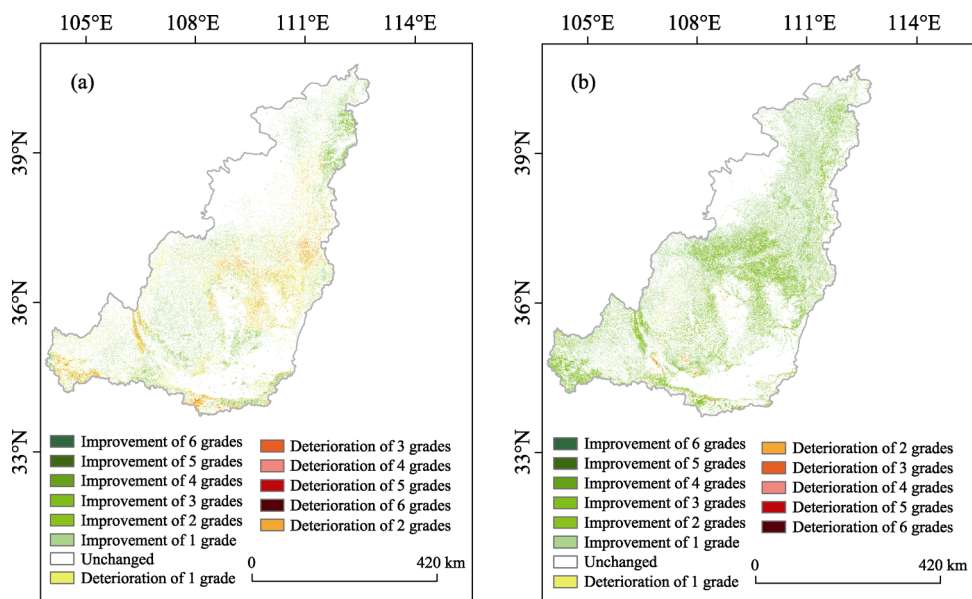 105°E 108°E 111°E 114°E
(a)
39°N
36°N
33°N
Improvement of 6 grades
Improvement of 5 grades
Improvement of 4 grades
Improvement of 3 grades
Improvement of 2 grades
Improvement of 1 grade
Unchanged
Deterioration of 1 grade
Deterioration of 3 grades
Deterioration of 4 grades
Deterioration of 5 grades
Deterioration of 6 grades
Deterioration of 2 grades
0 420 km
105°E 108°E 111°E 114°E
(b)
39°N
36°N
33°N
Improvement of 6 grades
Improvement of 5 grades
Improvement of 4 grades
Improvement of 3 grades
Improvement of 2 grades
Improvement of 1 grade
Unchanged
Deterioration of 1 grade
Deterioration of 2 grades
Deterioration of 3 grades
Deterioration of 4 grades
Deterioration of 5 grades
Deterioration of 6 grades
0 420 km